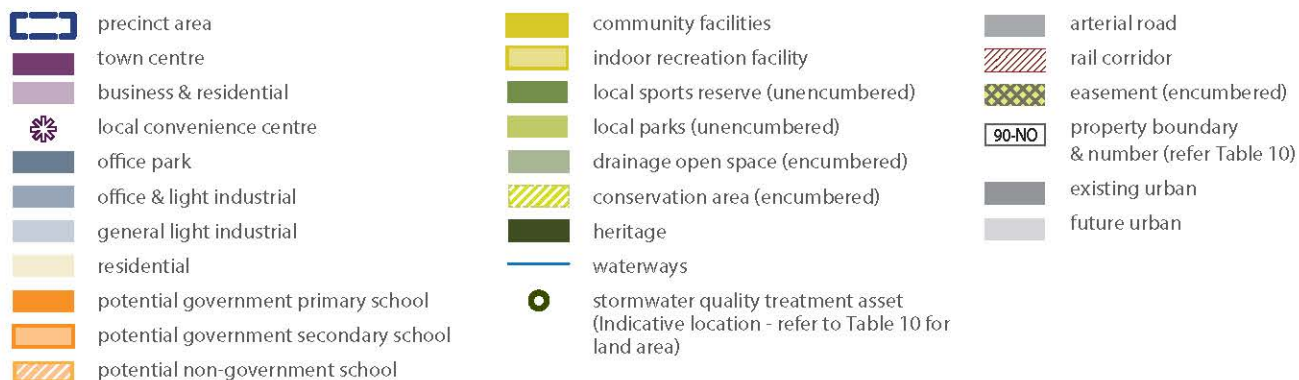 precinct area
town centre
business & residential
local convenience centre
office park
office & light industrial
general light industrial
residential
potential government primary school
potential government secondary school
potential non-government school
community facilities
indoor recreation facility
local sports reserve (unencumbered)
local parks (unencumbered)
drainage open space (encumbered)
conservation area (encumbered)
heritage
waterways
stormwater quality treatment asset
(Indicative location - refer to Table 10 for
land area)
arterial road
rail corridor
easement (encumbered)
90-NO property boundary
& number (refer Table 10)
existing urban
future urban